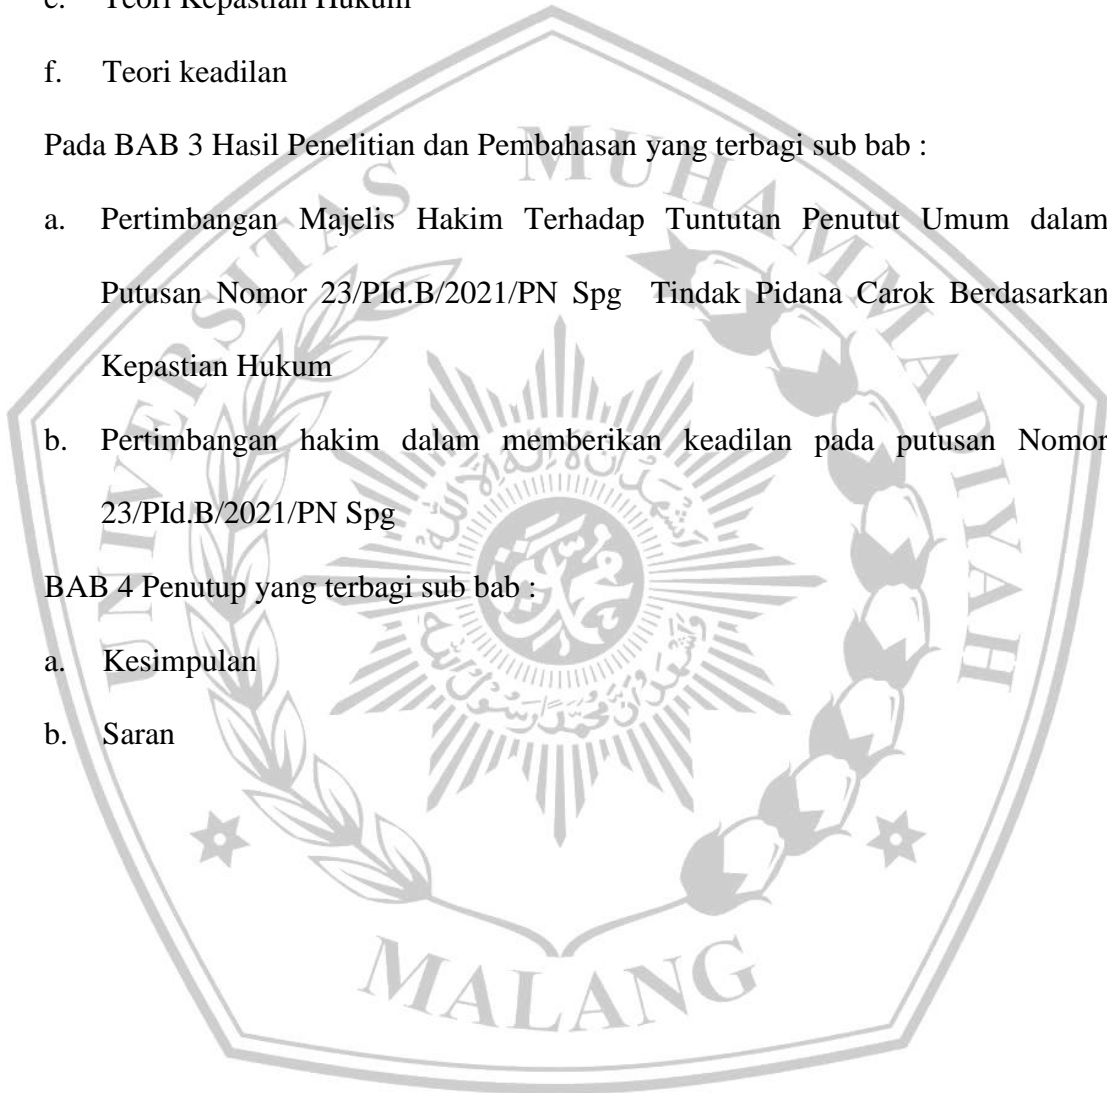 e. Teori Kepastian Hukum
f. Teori keadilan
Pada BAB 3 Hasil Penelitian dan Pembahasan yang terbagi sub bab :
a. Pertimbangan Majelis Hakim Terhadap Tuntutan Penutut Umum dalam
Putusan Nomor 23/PId.B/2021/PN Spg Tindak Pidana Carok Berdasarkan
Kepastian Hukum
b. Pertimbangan hakim dalam memberikan keadilan pada putusan Nomor
23/PId.B/2021/PN Spg
BAB 4 Penutup yang terbagi sub bab :
a. Kesimpulan
b. Saran
UNIVERSITAS MUHAMMADIYAH
MALANG